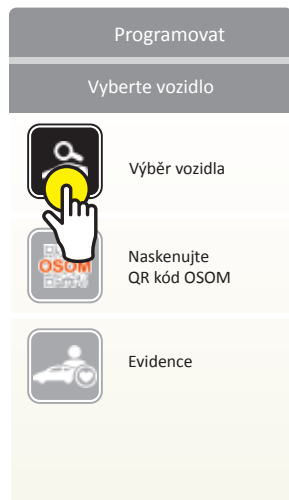 Programovat
Vyberte vozidlo
Výběr vozidla
OSOM
Naskenujte
QR kód OSOM
Evidence